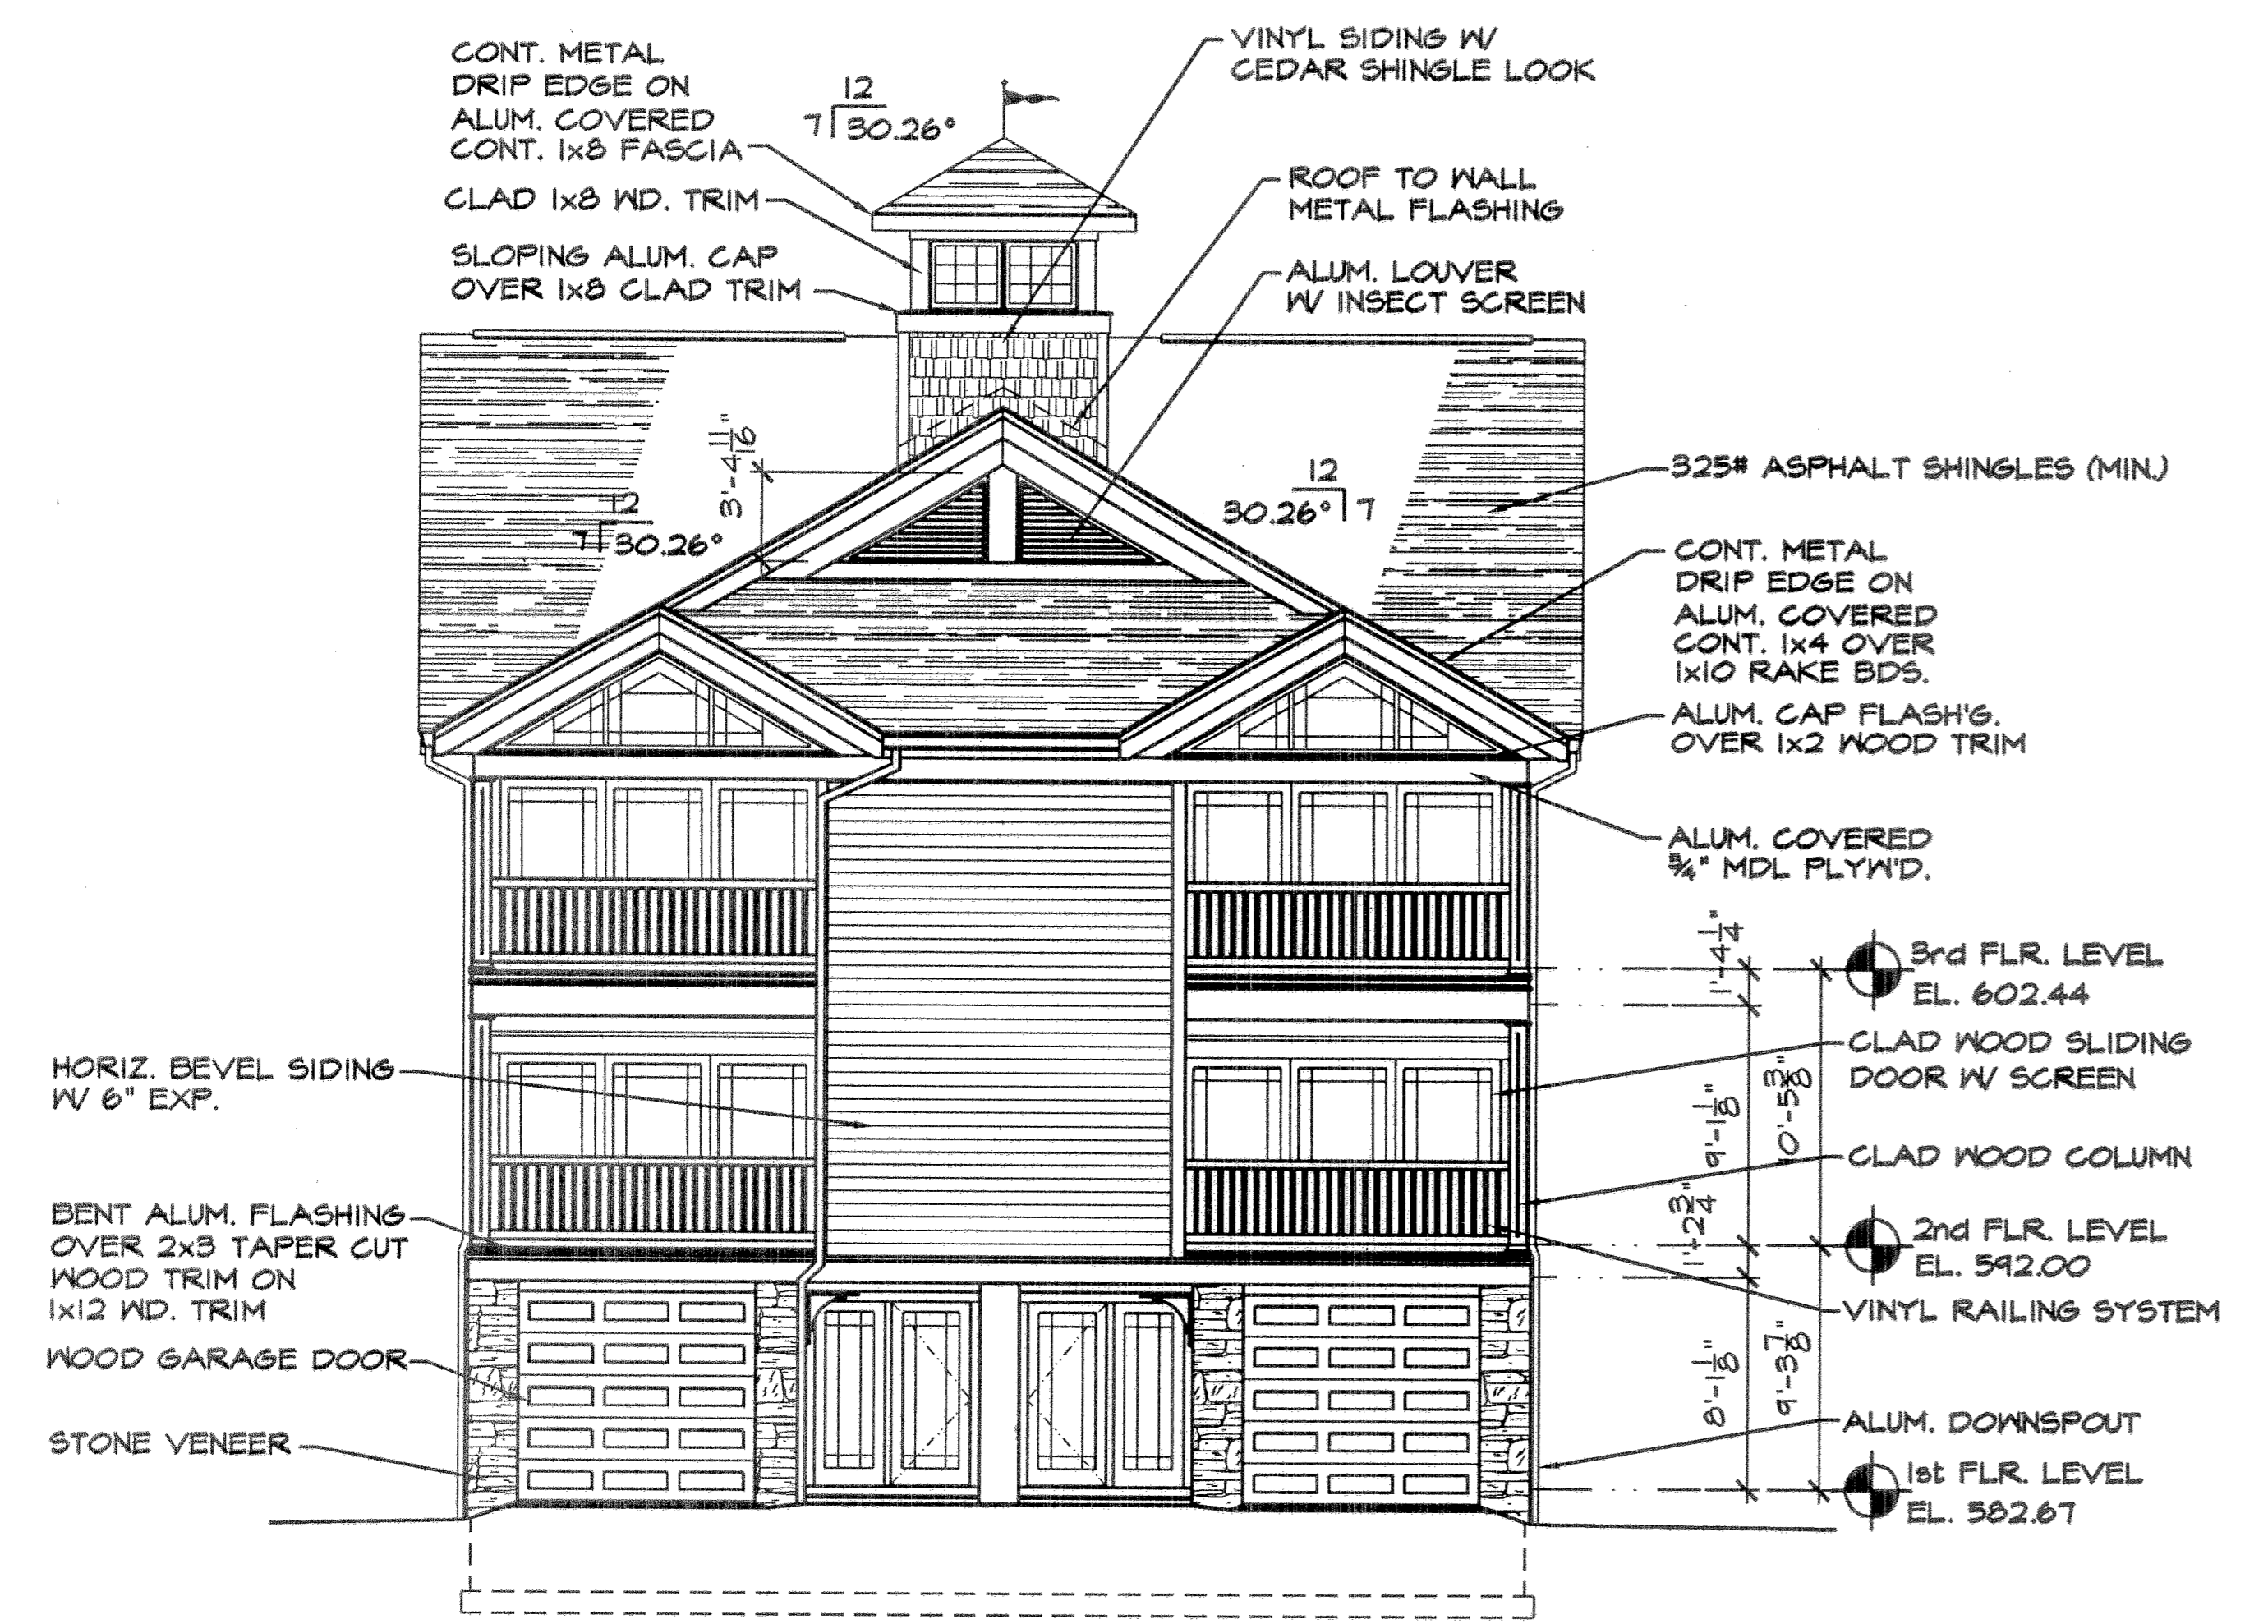 CONT. METAL
DRIP EDGE ON
ALUM. COVERED
CONT. 1x8 FASCIA
CLAD 1x8 WD. TRIM
SLOPING ALUM. CAP
OVER 1x8 CLAD TRIM
12
7 30.26°
VINYL SIDING W/
CEDAR SHINGLE LOOK
ROOF TO WALL
METAL FLASHING
ALUM. LOUVER
W/ INSECT SCREEN
3'-4 11/16"
12
7 30.26°
12
30.26° 7
325# ASPHALT SHINGLES (MIN.)
CONT. METAL
DRIP EDGE ON
ALUM. COVERED
CONT. 1x4 OVER
1x10 RAKE BDS.
ALUM. CAP FLASH'G.
OVER 1x2 WOOD TRIM
ALUM. COVERED
3/4" MDL PLYW'D.
1'-4 1/4"
3rd FLR. LEVEL
EL. 602.44
CLAD WOOD SLIDING
DOOR W/ SCREEN
9'-1 1/8"
10'-5 3/8"
CLAD WOOD COLUMN
1'-2 3/4"
2nd FLR. LEVEL
EL. 592.00
VINYL RAILING SYSTEM
8'-1 1/8"
9'-3 7/8"
ALUM. DOWNSPOUT
1st FLR. LEVEL
EL. 582.67
HORIZ. BEVEL SIDING
W/ 6" EXP.
BENT ALUM. FLASHING
OVER 2x3 TAPER CUT
WOOD TRIM ON
1x12 WD. TRIM
WOOD GARAGE DOOR
STONE VENEER